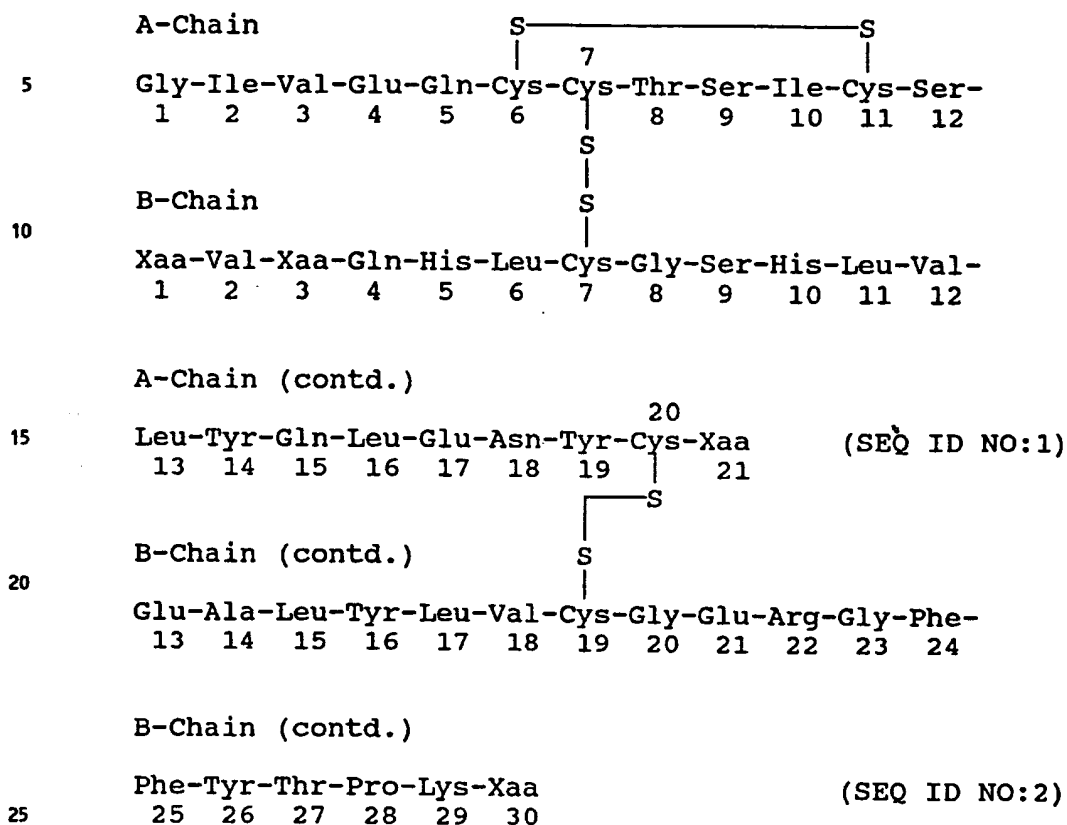 A-Chain S S
7
5 Gly-Ile-Val-Glu-Gln-Cys-Cys-Thr-Ser-Ile-Cys-Ser-
1 2 3 4 5 6 8 9 10 11 12
S
B-Chain S
10
Xaa-Val-Xaa-Gln-His-Leu-Cys-Gly-Ser-His-Leu-Val-
1 2 3 4 5 6 7 8 9 10 11 12
A-Chain (contd.)
20
15 Leu-Tyr-Gln-Leu-Glu-Asn-Tyr-Cys-Xaa (SEQ ID NO:1)
13 14 15 16 17 18 19 21
S
B-Chain (contd.) S
20
Glu-Ala-Leu-Tyr-Leu-Val-Cys-Gly-Glu-Arg-Gly-Phe-
13 14 15 16 17 18 19 20 21 22 23 24
B-Chain (contd.)
Phe-Tyr-Thr-Pro-Lys-Xaa (SEQ ID NO:2)
25 25 26 27 28 29 30